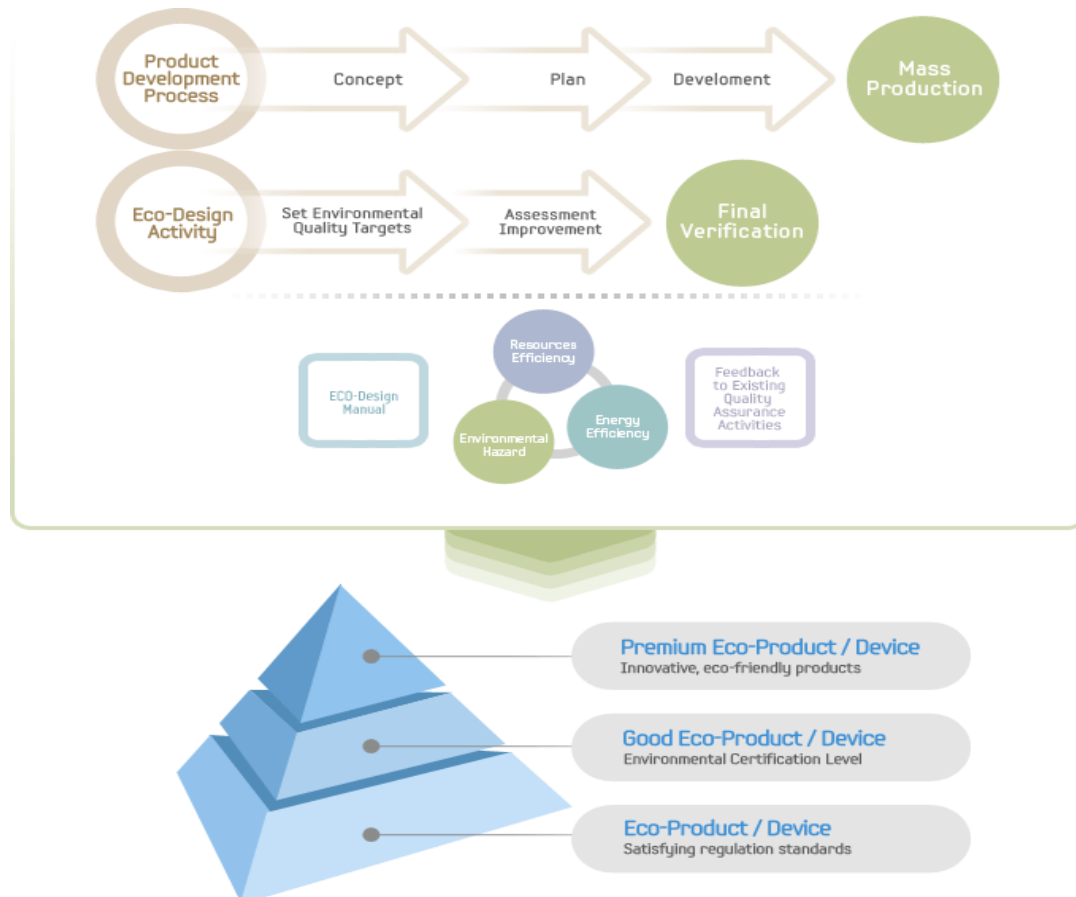 Product
Development
Process
Concept
Plan
Develoment
Mass
Production
Eco-Design
Activity
Set Environmental
Quality Targets
Assessment
Improvement
Final
Verification
ECO-Design
Manual
Resources
Efficiency
Environmental
Hazard
Energy
Efficiency
Feedback
to Existing
Quality
Assurance
Activities
Premium Eco-Product / Device
Innovative, eco-friendly products
Good Eco-Product / Device
Environmental Certification Level
Eco-Product / Device
Satisfying regulation standards